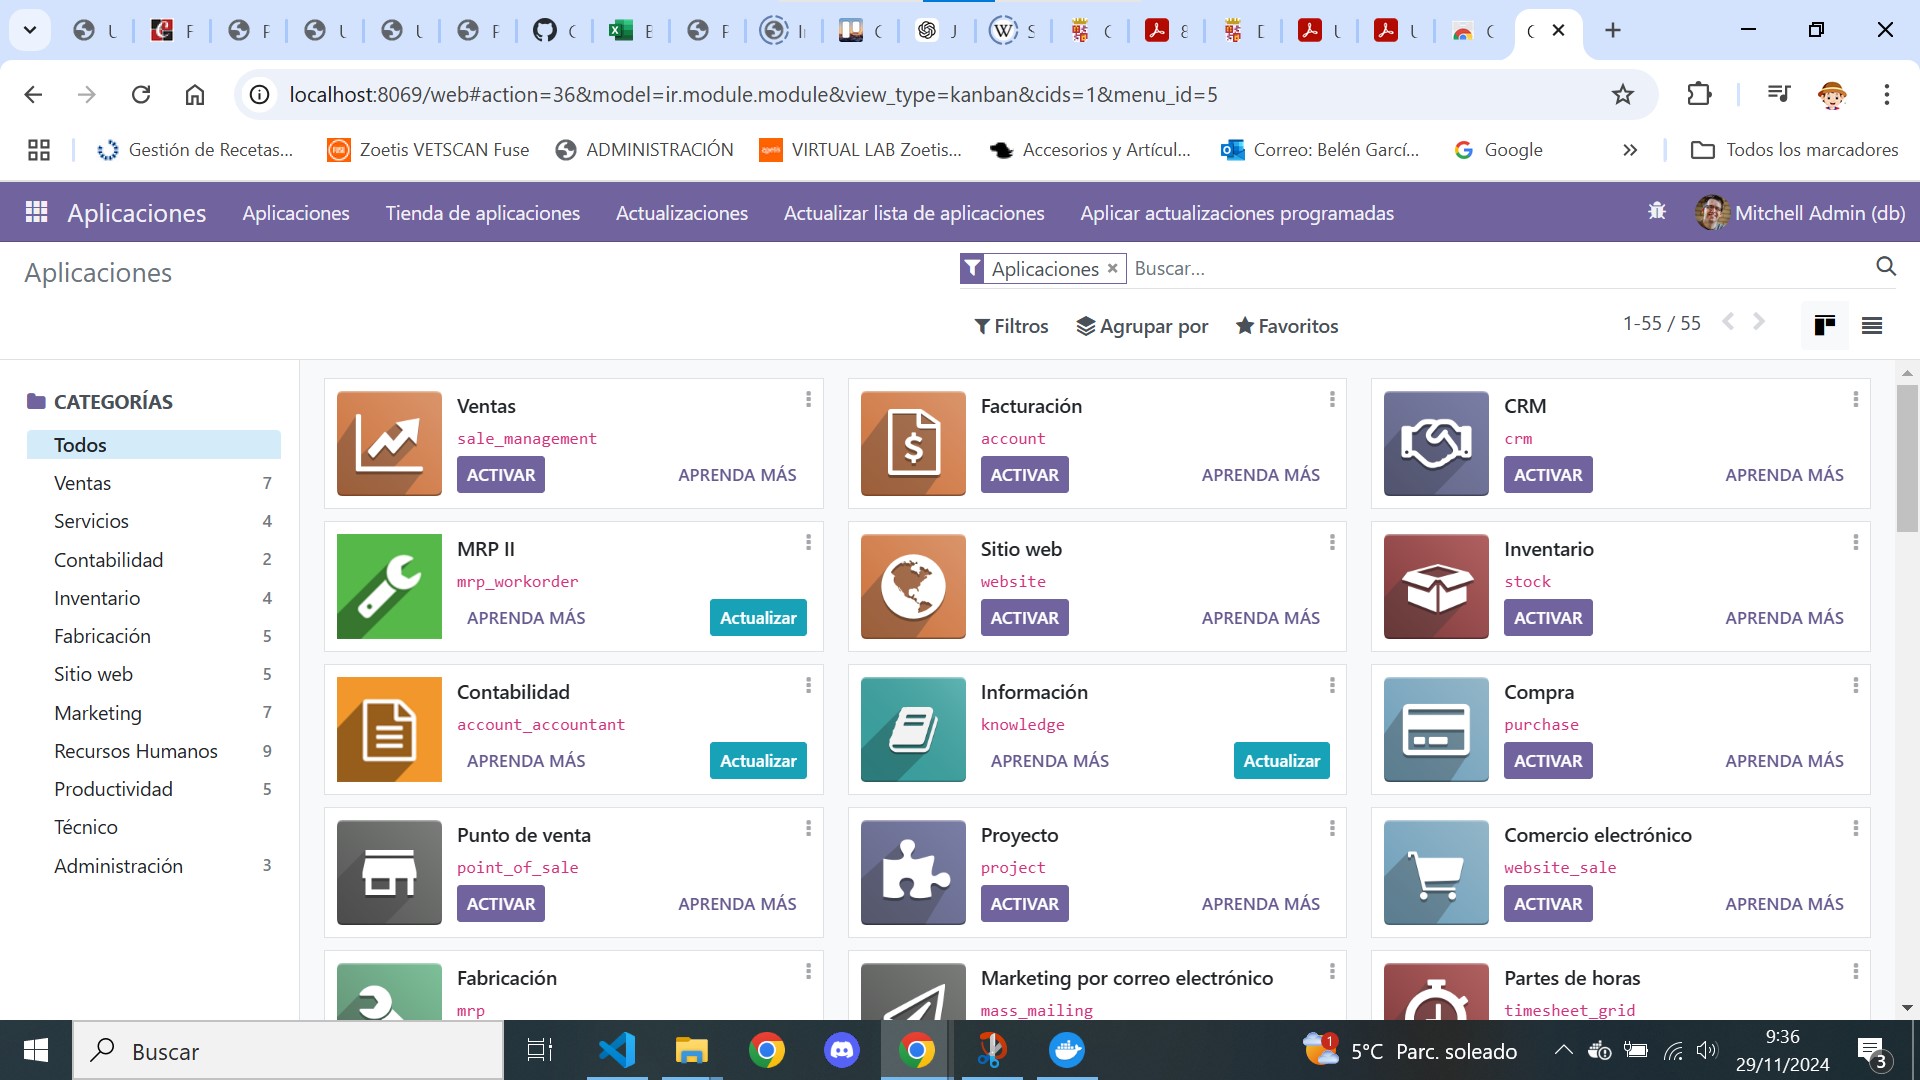 localhost:8069/web#action=36&model=ir.module.module&view_type=kanban&cids=1&menu_id=5
Gestión de Recetas...
Zoetis VETSCAN Fuse
ADMINISTRACIÓN
VIRTUAL LAB Zoetis...
Accesorios y Artícul...
Correo: Belén Garcí...
Google
Todos los marcadores
Aplicaciones
Aplicaciones
Tienda de aplicaciones
Actualizaciones
Actualizar lista de aplicaciones
Aplicar actualizaciones programadas
Mitchell Admin (db)
Aplicaciones
Aplicaciones
Buscar...
Filtros
Agrupar por
Favoritos
1-55 / 55
CATEGORÍAS
Todos
Ventas 7
Servicios 4
Contabilidad 2
Inventario 4
Fabricación 5
Sitio web 5
Marketing 7
Recursos Humanos 9
Productividad 5
Técnico
Administración 3
Ventas
sale_management
ACTIVAR
APRENDA MÁS
Facturación
account
ACTIVAR
APRENDA MÁS
CRM
crm
ACTIVAR
APRENDA MÁS
MRP II
mrp_workorder
APRENDA MÁS
Actualizar
Sitio web
website
ACTIVAR
APRENDA MÁS
Inventario
stock
ACTIVAR
APRENDA MÁS
Contabilidad
account_accountant
APRENDA MÁS
Actualizar
Información
knowledge
APRENDA MÁS
Actualizar
Compra
purchase
ACTIVAR
APRENDA MÁS
Punto de venta
point_of_sale
ACTIVAR
APRENDA MÁS
Proyecto
project
ACTIVAR
APRENDA MÁS
Comercio electrónico
website_sale
ACTIVAR
APRENDA MÁS
Fabricación
mrp
Marketing por correo electrónico
mass_mailing
Partes de horas
timesheet_grid
Buscar
1
5°C Parc. soleado
9:36
29/11/2024
3